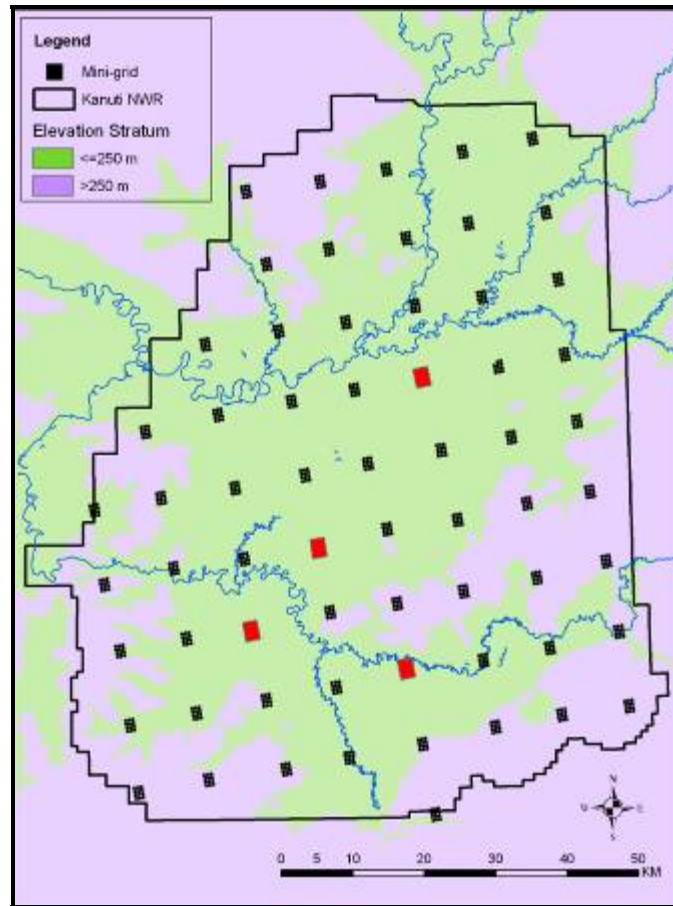 Legend
Mini-grid
Kanuti NWR
Elevation Stratum
<=250 m
>250 m
N
W E
S
0 5 10 20 30 40 50
KM